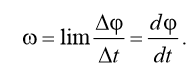 ω = lim Δφ/Δt = dφ/dt .